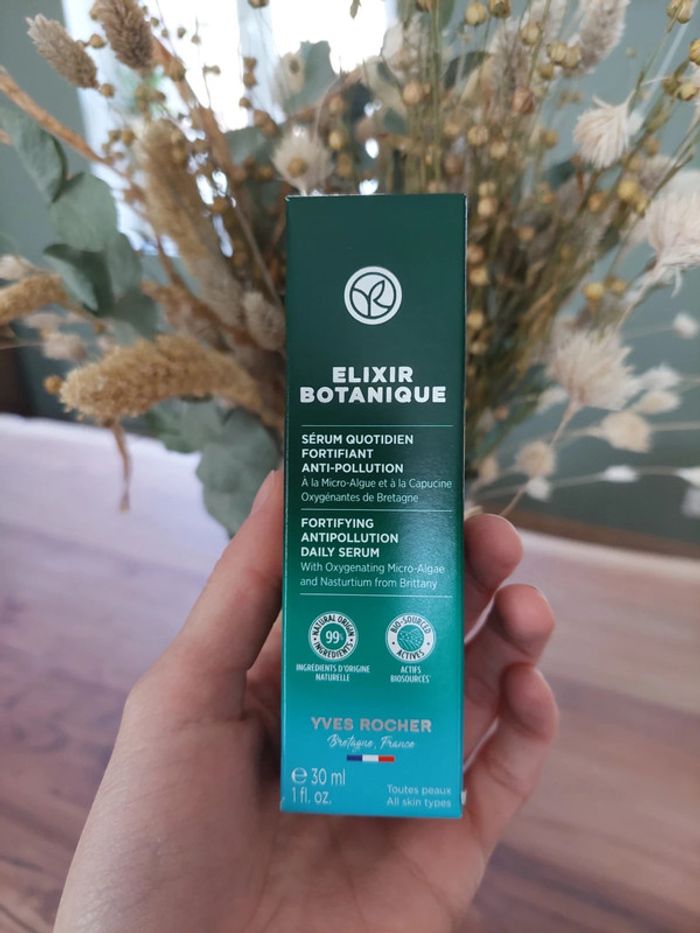 ELIXIR
BOTANIQUE
SÉRUM QUOTIDIEN
FORTIFIANT
ANTI-POLLUTION
À la Micro-Algue et à la Capucine
Oxygénantes de Bretagne
FORTIFYING
ANTIPOLLUTION
DAILY SERUM
With Oxygenating Micro-Algae
and Nasturtium from Brittany
NATURAL ORIGIN
99%
INGREDIENTS
INGRÉDIENTS D'ORIGINE
NATURELLE
BIO-SOURCED
ACTIVES
ACTIFS
BIOSOURCÉS
YVES ROCHER
Bretagne, France
℮ 30 ml
1 fl. oz.
Toutes peaux
All skin types